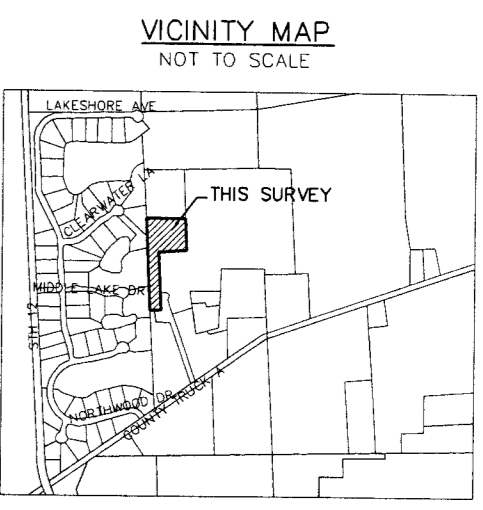 VICINITY MAP
NOT TO SCALE
LAKESHORE AVE
CLEARWATER LA
THIS SURVEY
MIDDLE LAKE DR
STH 12
NORTHWOOD DR
COUNTY TRUCK A